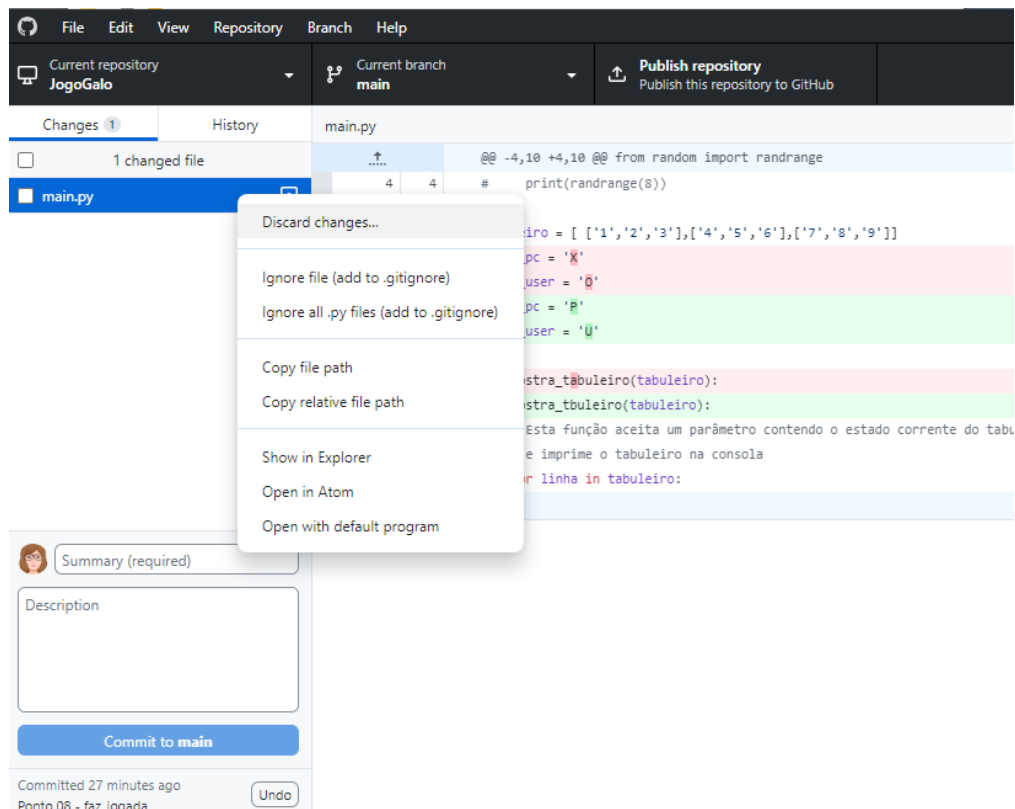 File Edit View Repository Branch Help
Current repository
JogoGalo
Current branch
main
Publish repository
Publish this repository to GitHub
Changes 1 History
1 changed file
main.py
Discard changes...
Ignore file (add to .gitignore)
Ignore all .py files (add to .gitignore)
Copy file path
Copy relative file path
Show in Explorer
Open in Atom
Open with default program
main.py
@@ -4,10 +4,10 @@ from random import randrange
4 4 # print(randrange(8))
iro = [ ['1','2','3'],['4','5','6'],['7','8','9']]
_pc = 'X'
_user = 'O'
_pc = 'P'
_user = 'U'
stra_tabuleiro(tabuleiro):
stra_tbuleiro(tabuleiro):
Esta função aceita um parâmetro contendo o estado corrente do tabu
e imprime o tabuleiro na consola
r linha in tabuleiro:
Summary (required)
Description
Commit to main
Committed 27 minutes ago
Ponto 08 - faz jogada
Undo